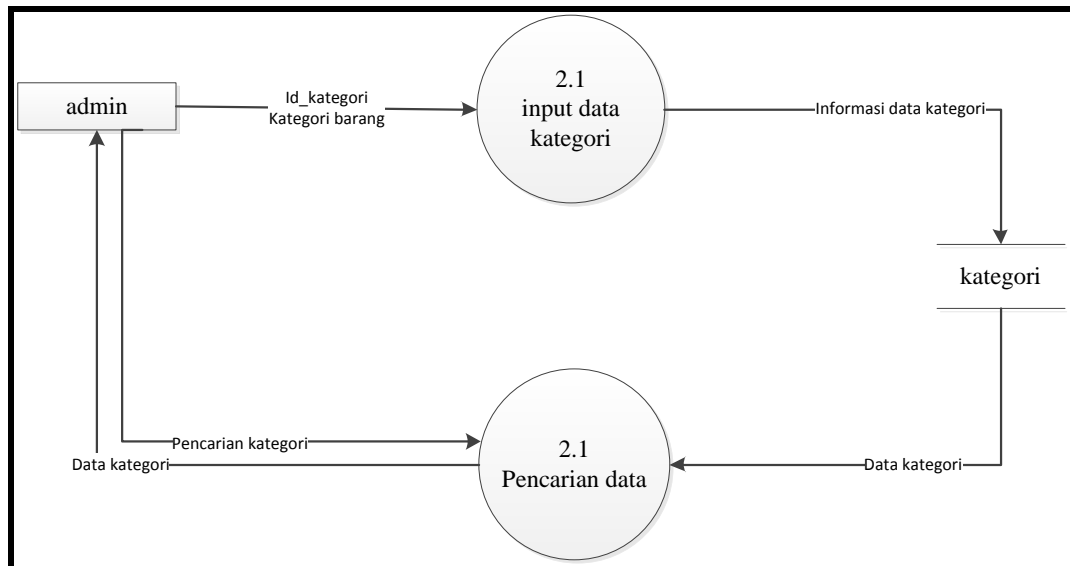 admin
Id_kategori
Kategori barang
2.1
input data
kategori
Informasi data kategori
kategori
Pencarian kategori
Data kategori
2.1
Pencarian data
Data kategori